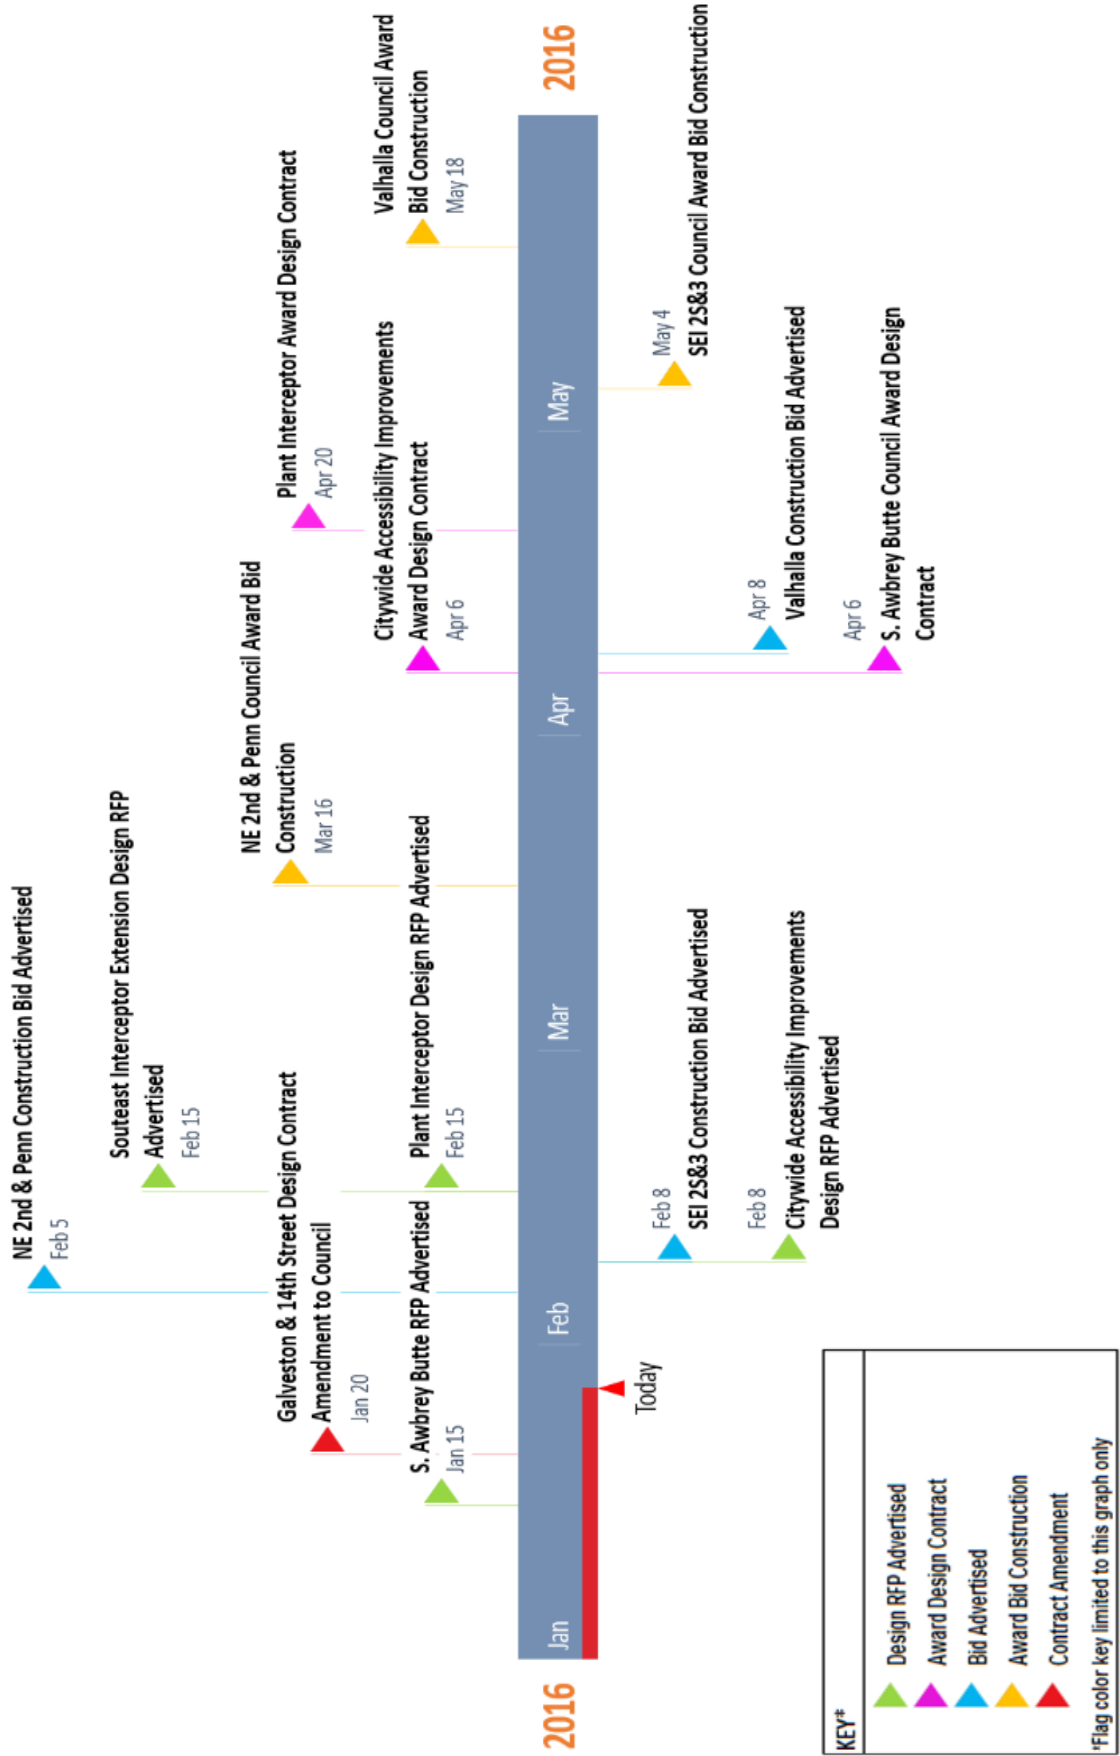 NE 2nd & Penn Construction Bid Advertised
Feb 5
Souteast Interceptor Extension Design RFP
Advertised
Feb 15
NE 2nd & Penn Council Award Bid
Construction
Mar 16
Plant Interceptor Award Design Contract
Apr 20
Galveston & 14th Street Design Contract
Amendment to Council
Jan 20
Citywide Accessibility Improvements
Award Design Contract
Apr 6
Valhalla Council Award
Bid Construction
May 18
S. Awbrey Butte RFP Advertised
Jan 15
Plant Interceptor Design RFP Advertised
Feb 15
2016
Jan
Feb
Mar
Apr
May
2016
Today
Feb 8
SEI 2S&3 Construction Bid Advertised
May 4
SEI 2S&3 Council Award Bid Construction
Feb 8
Citywide Accessibility Improvements
Design RFP Advertised
Apr 8
Valhalla Construction Bid Advertised
Apr 6
S. Awbrey Butte Council Award Design
Contract
KEY*
Design RFP Advertised
Award Design Contract
Bid Advertised
Award Bid Construction
Contract Amendment
*Flag color key limited to this graph only